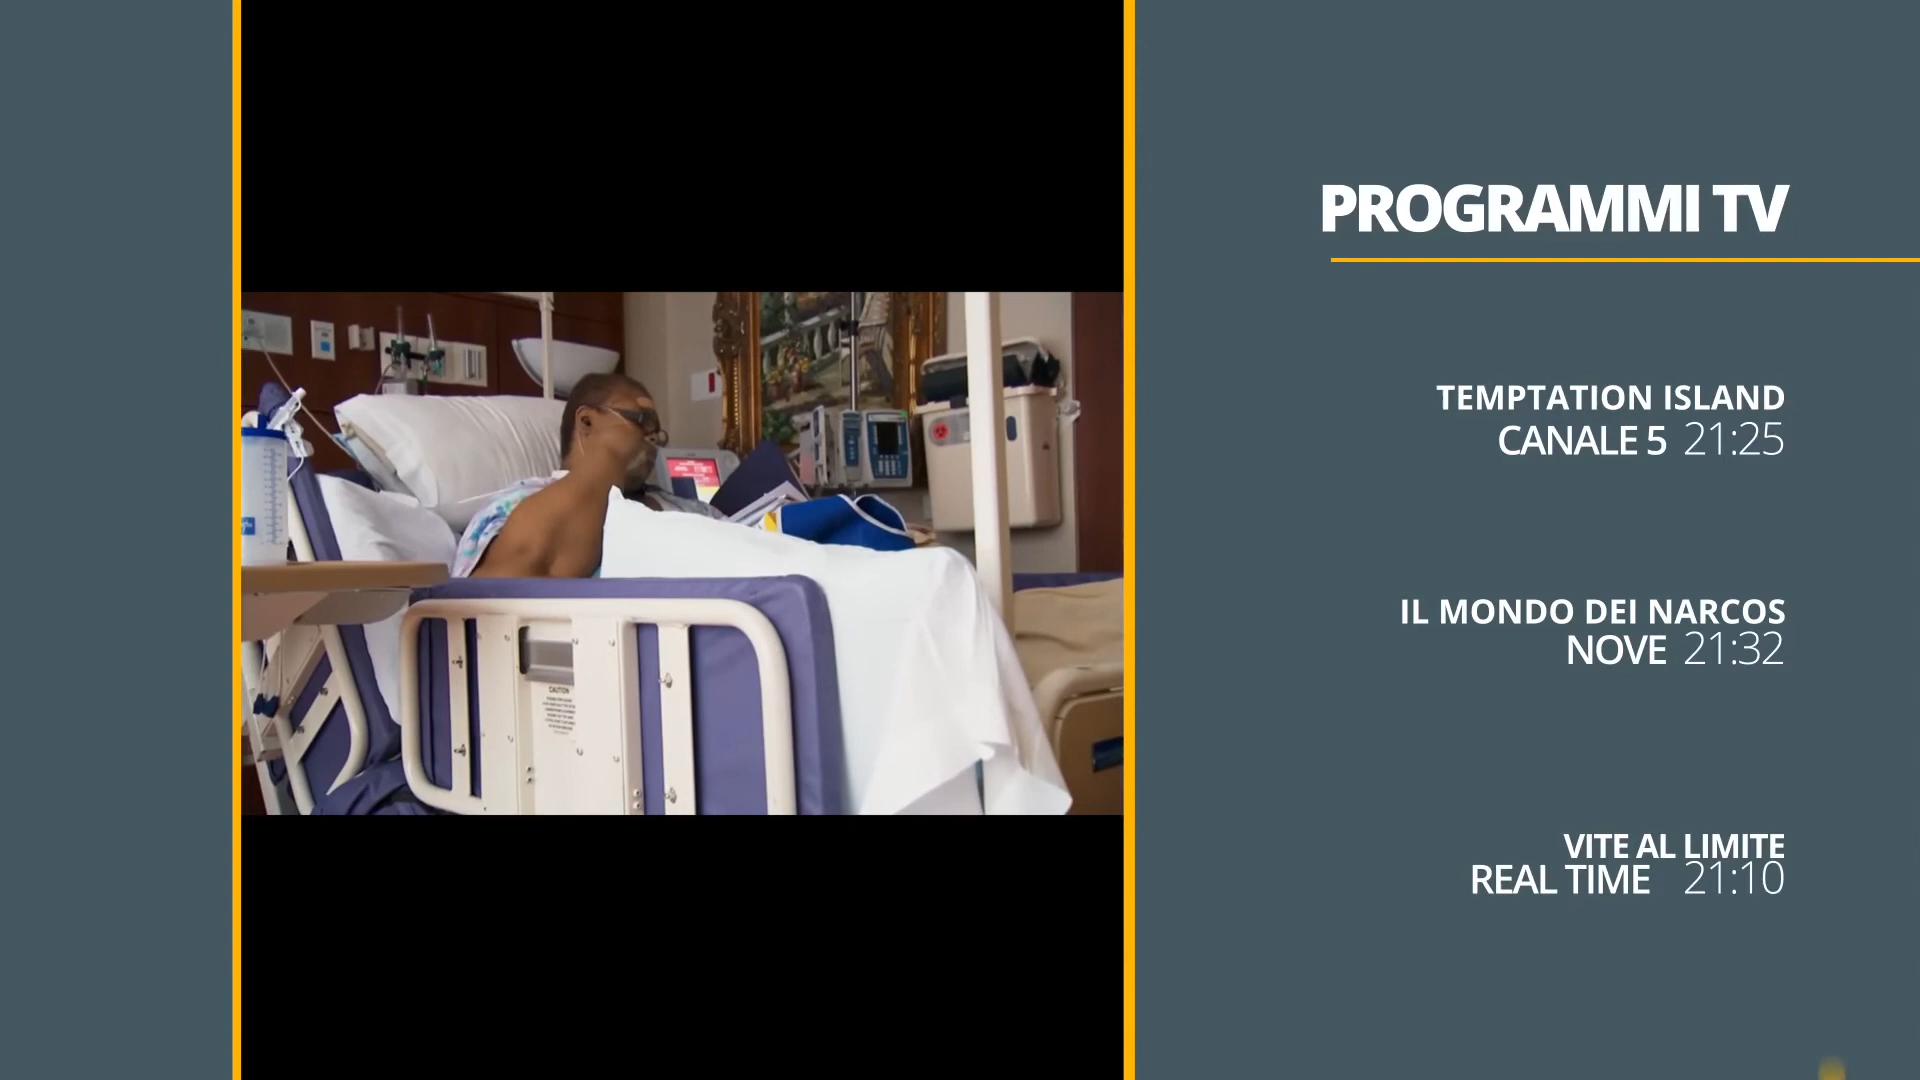 PROGRAMMI TV
TEMPTATION ISLAND
CANALE 5 21:25
IL MONDO DEI NARCOS
NOVE 21:32
VITE AL LIMITE
REAL TIME 21:10
CAUTION